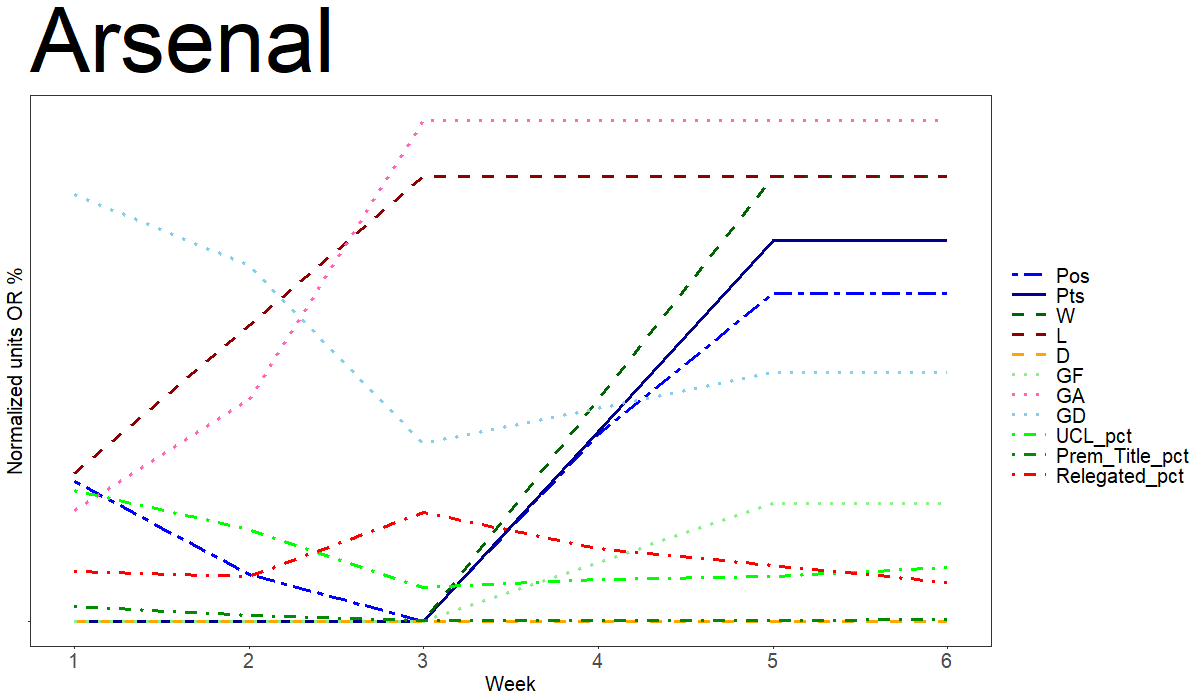 Arsenal
Normalized units OR %
Pos
Pts
W
L
D
GF
GA
GD
UCL_pct
Prem_Title_pct
Relegated_pct
1 2 3 4 5 6
Week